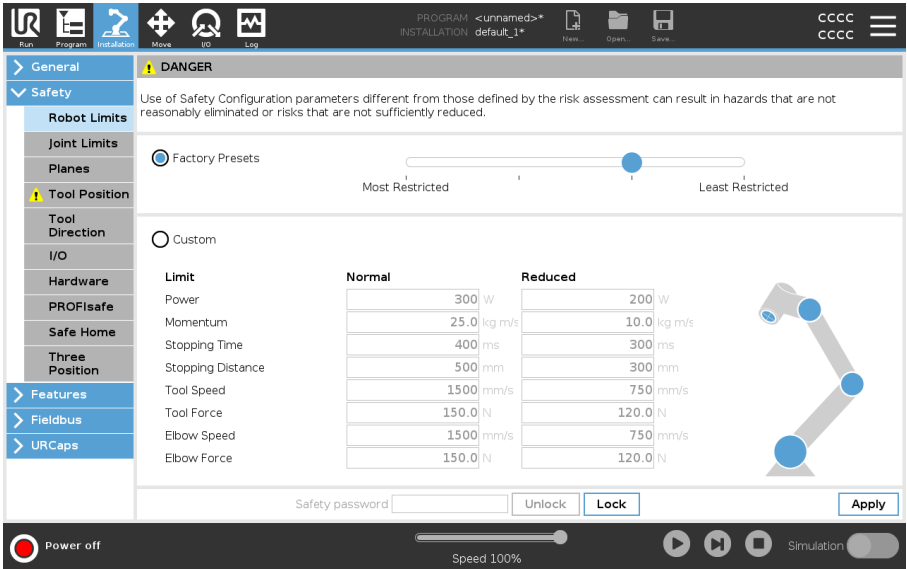 UR
PROGRAM <unnamed>*
INSTALLATION default_1*
CCCC
CCCC
Run Program Installation Move I/O Log New... Open... Save...
General
Safety
Robot Limits
Joint Limits
Planes
Tool Position
Tool
Direction
I/O
Hardware
PROFIsafe
Safe Home
Three
Position
Features
Fieldbus
URCaps
DANGER
Use of Safety Configuration parameters different from those defined by the risk assessment can result in hazards that are not
reasonably eliminated or risks that are not sufficiently reduced.
Factory Presets
Most Restricted Least Restricted
Custom
Limit Normal Reduced
Power 300 W 200 W
Momentum 25.0 kg m/s 10.0 kg m/s
Stopping Time 400 ms 300 ms
Stopping Distance 500 mm 300 mm
Tool Speed 1500 mm/s 750 mm/s
Tool Force 150.0 N 120.0 N
Elbow Speed 1500 mm/s 750 mm/s
Elbow Force 150.0 N 120.0 N
Safety password Unlock Lock Apply
Power off Speed 100% Simulation